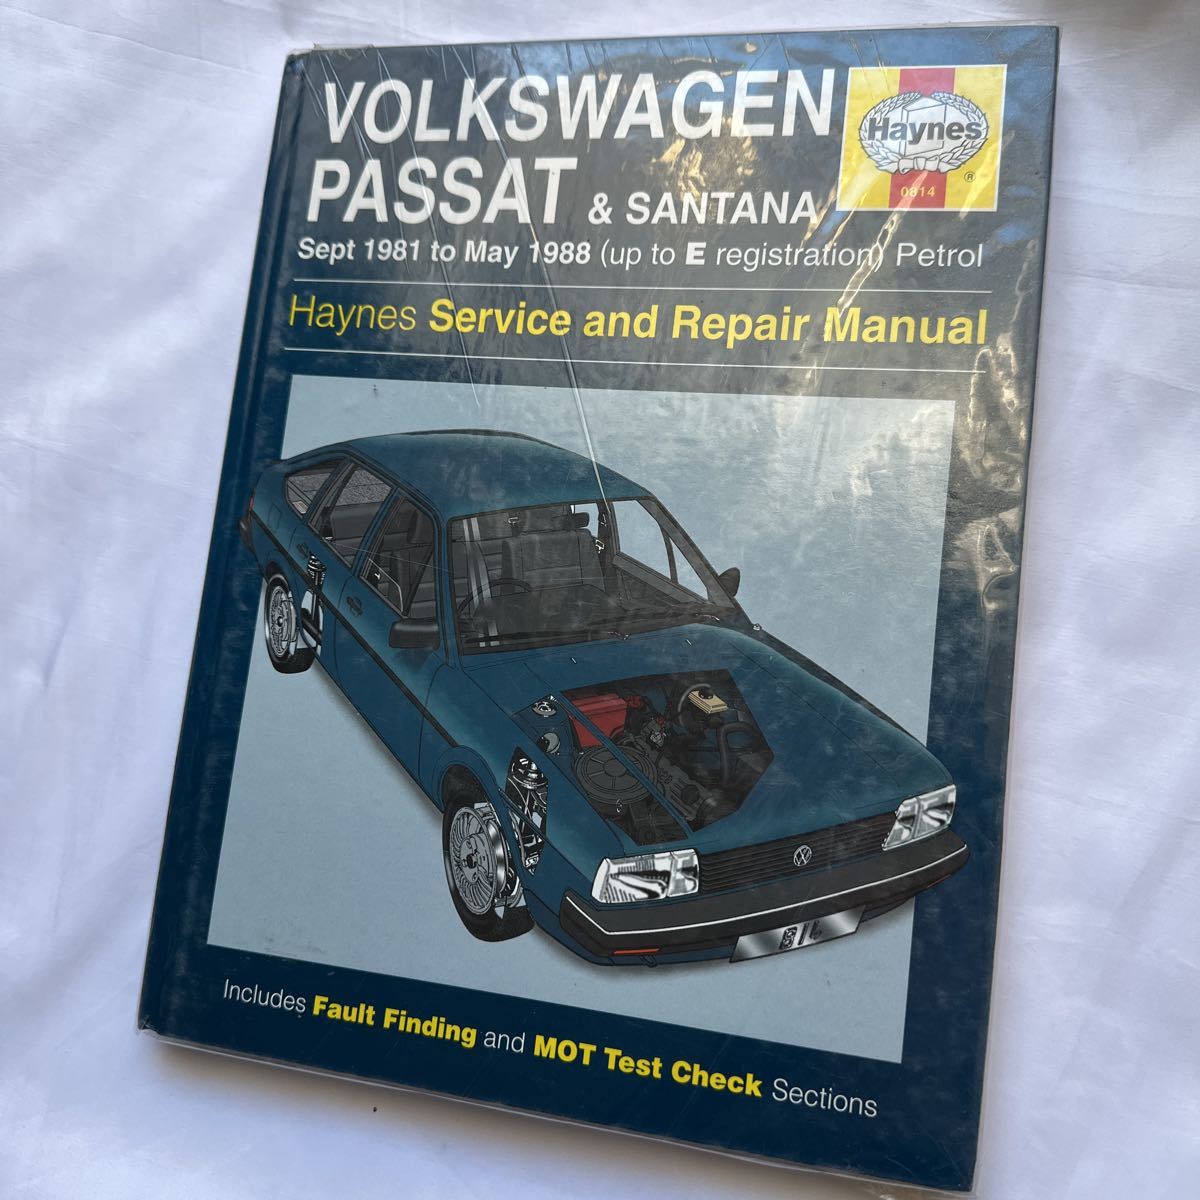 VOLKSWAGEN
PASSAT & SANTANA
Haynes
®
0814
Sept 1981 to May 1988 (up to E registration) Petrol
Haynes Service and Repair Manual
Includes Fault Finding and MOT Test Check Sections